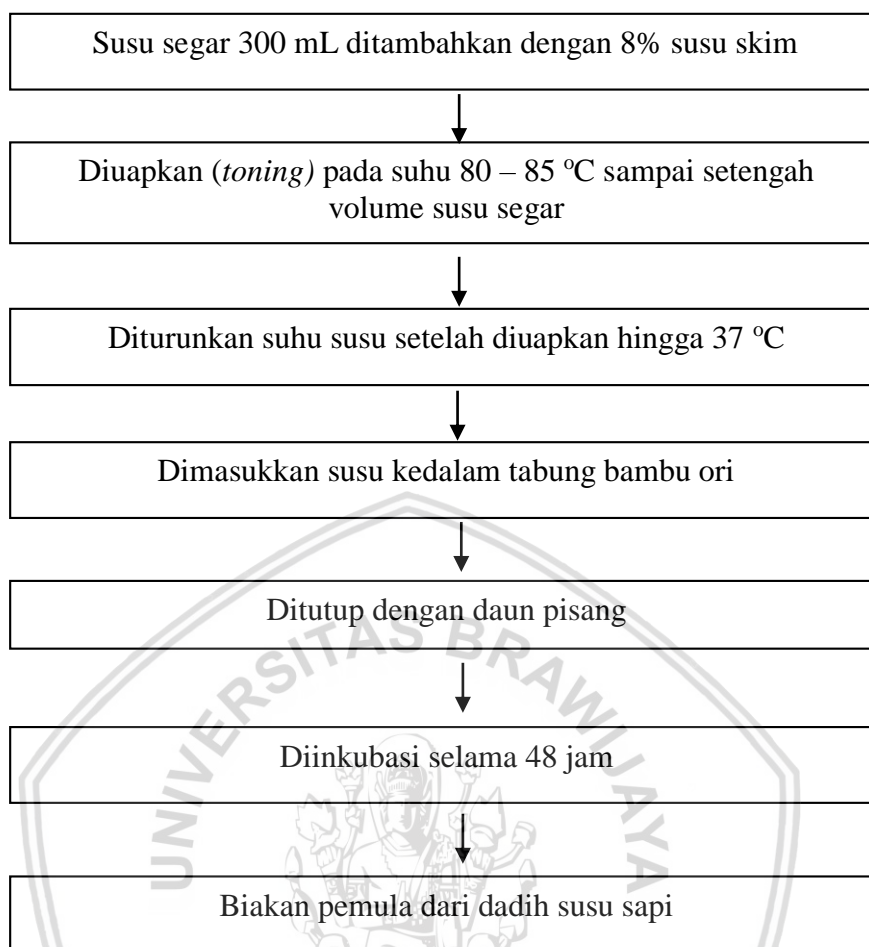 Susu segar 300 mL ditambahkan dengan 8% susu skim
Diuapkan (toning) pada suhu 80 – 85 ºC sampai setengah
volume susu segar
Diturunkan suhu susu setelah diuapkan hingga 37 ºC
Dimasukkan susu kedalam tabung bambu ori
Ditutup dengan daun pisang
UNIVERSITAS BRAWIJAYA
Diinkubasi selama 48 jam
Biakan pemula dari dadih susu sapi